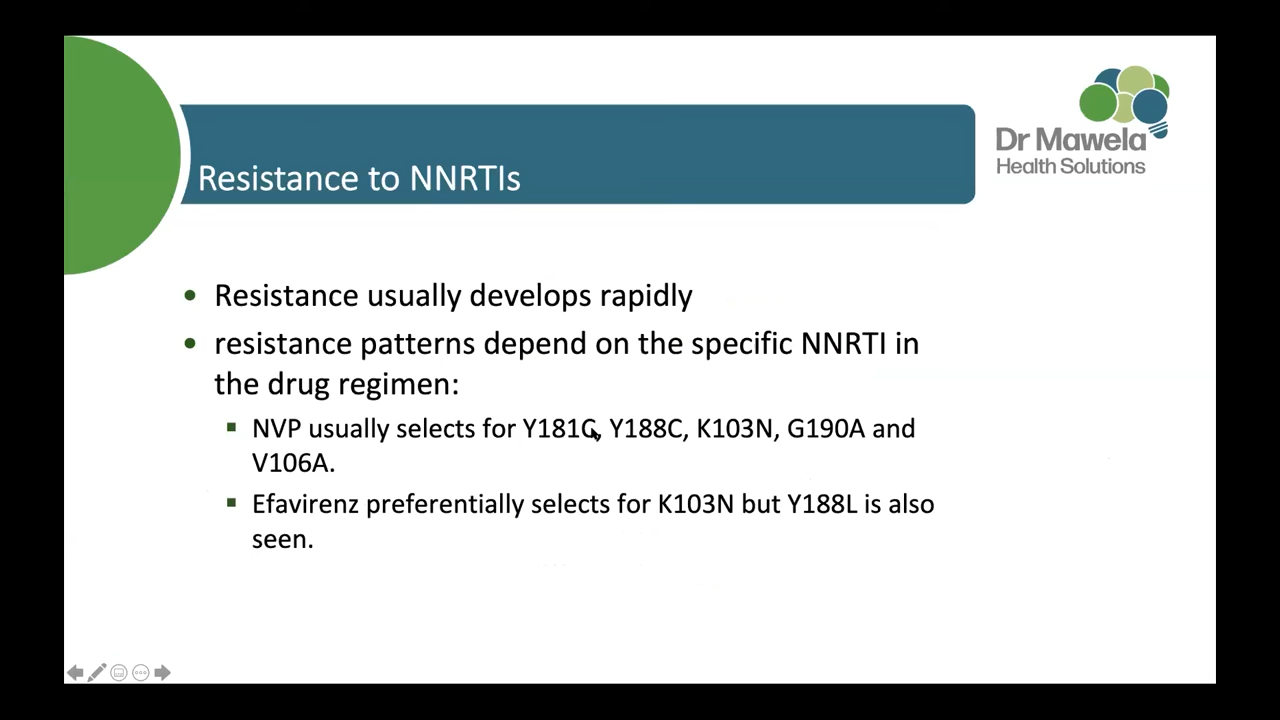 Dr Mawela
Health Solutions
Resistance to NNRTIs
• Resistance usually develops rapidly
• resistance patterns depend on the specific NNRTI in
the drug regimen:
▪ NVP usually selects for Y181C, Y188C, K103N, G190A and
V106A.
▪ Efavirenz preferentially selects for K103N but Y188L is also
seen.